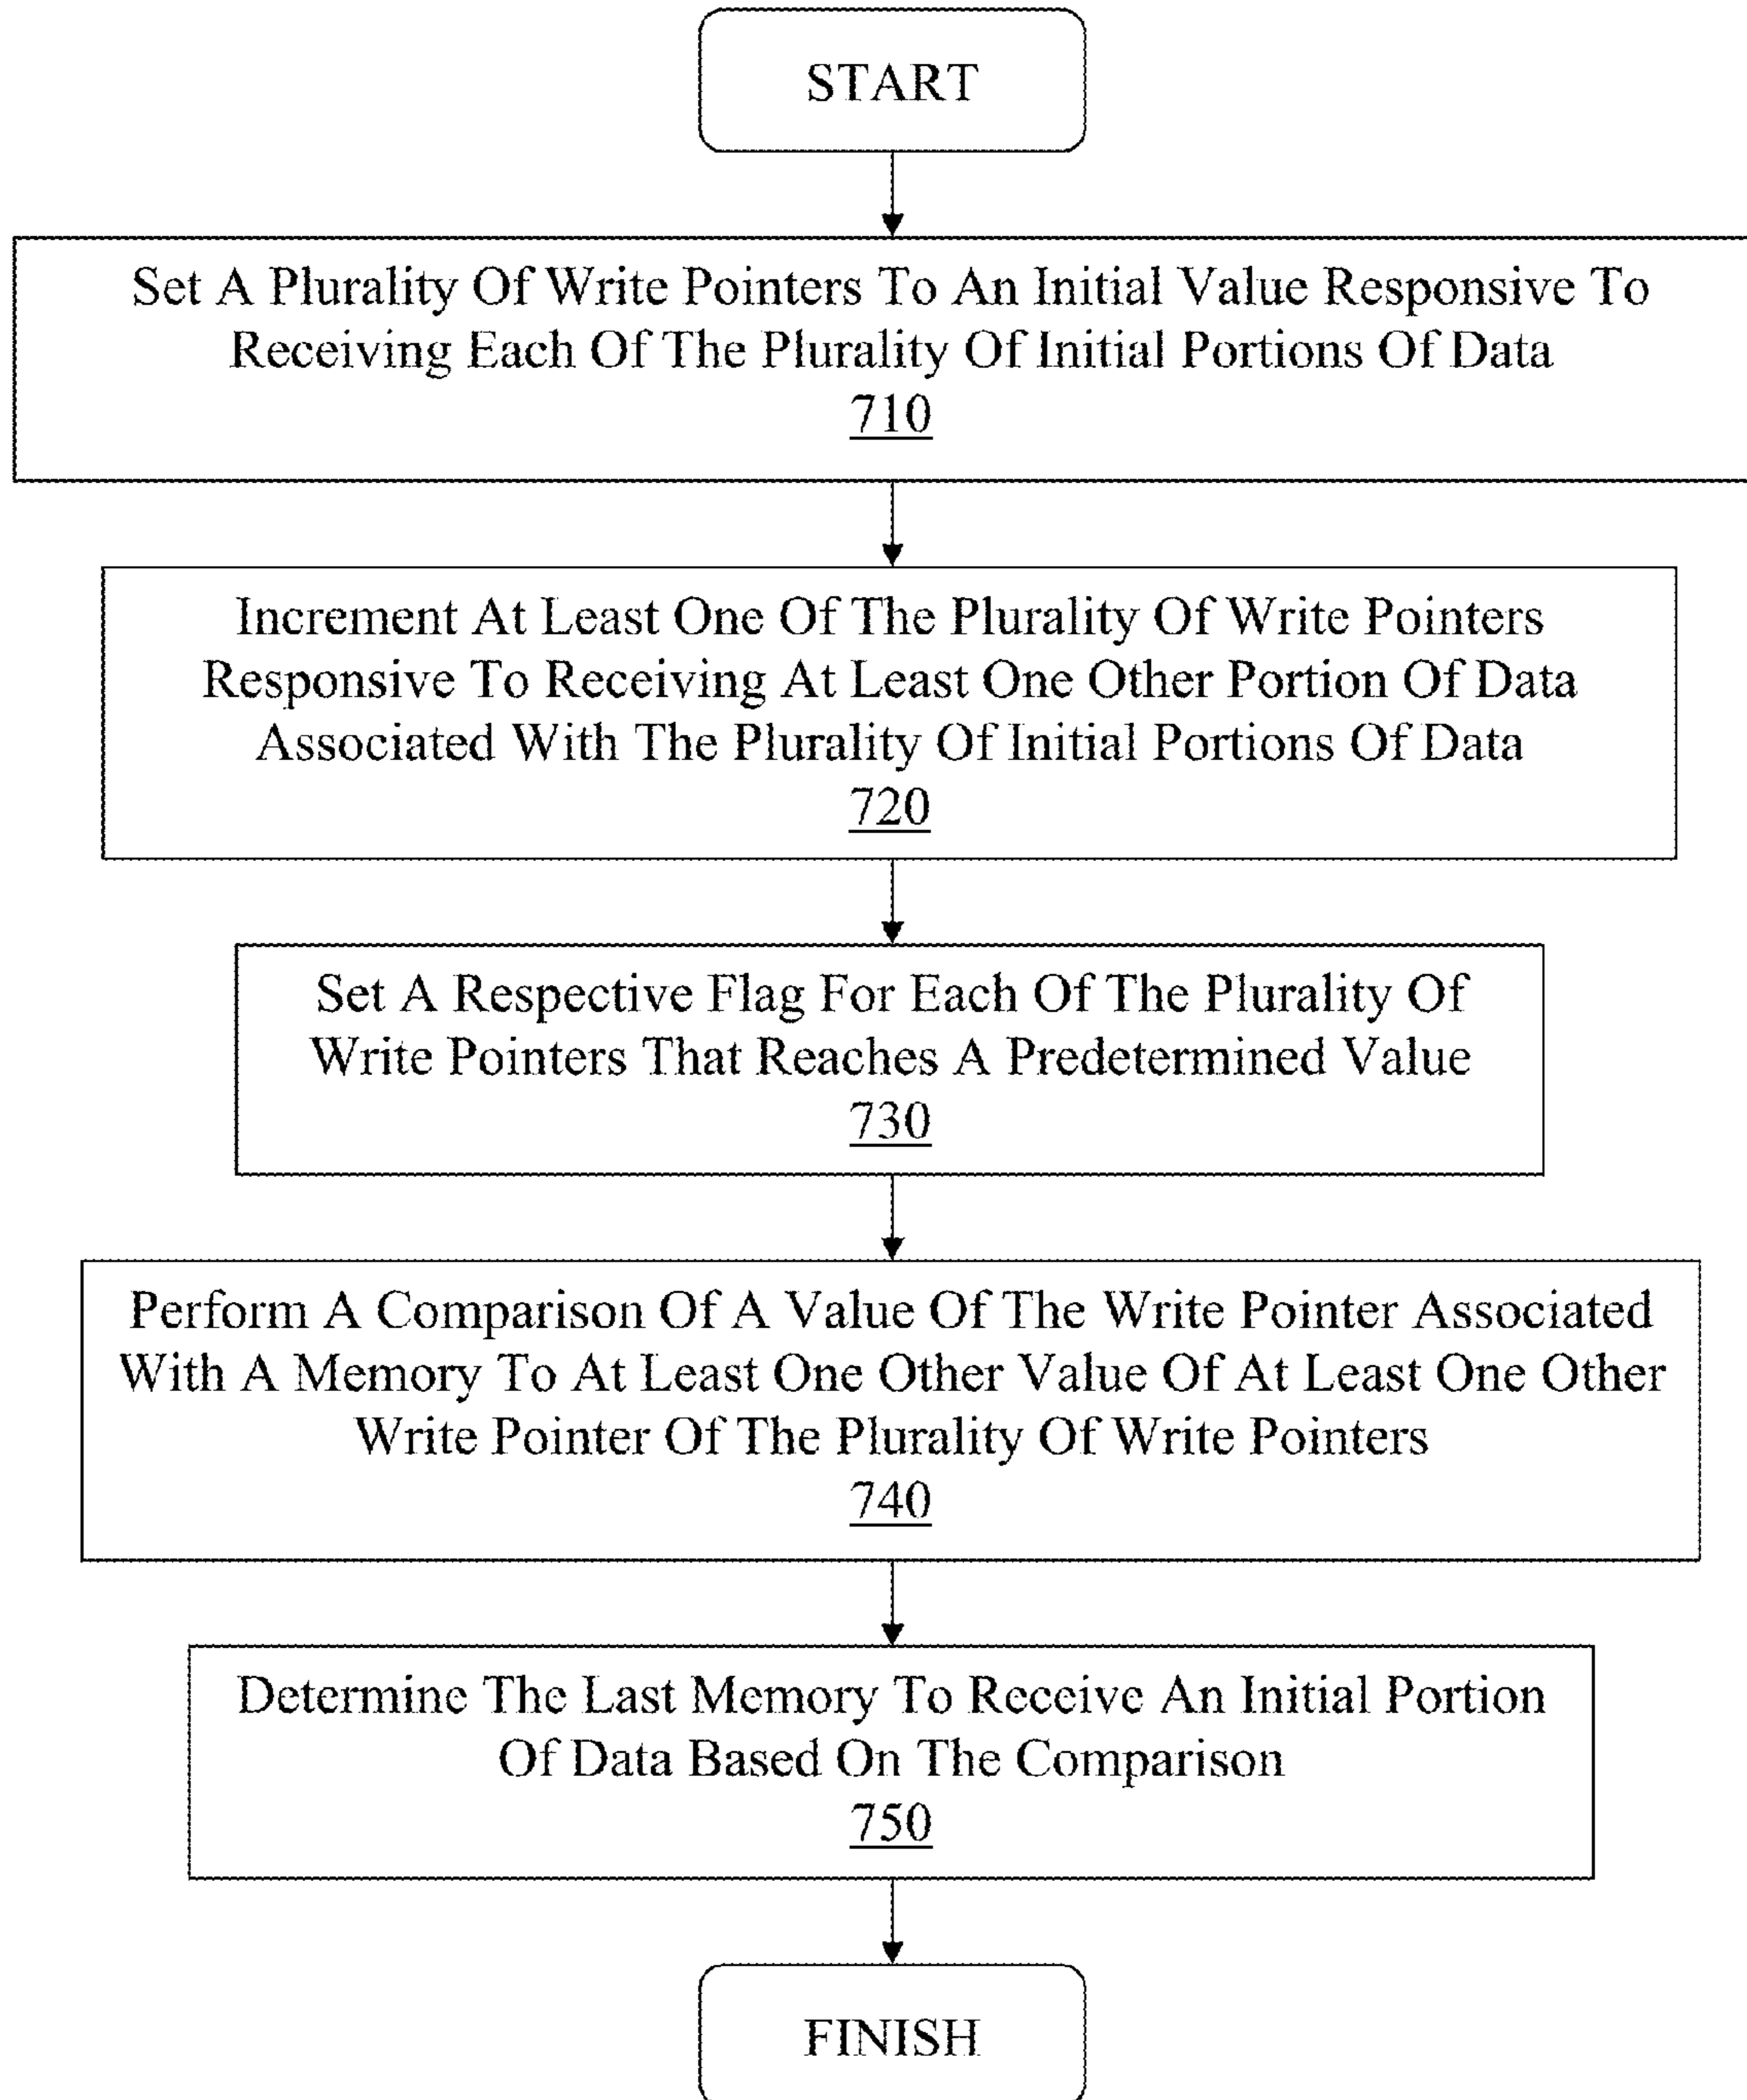 START
Set A Plurality Of Write Pointers To An Initial Value Responsive To
Receiving Each Of The Plurality Of Initial Portions Of Data
710
Increment At Least One Of The Plurality Of Write Pointers
Responsive To Receiving At Least One Other Portion Of Data
Associated With The Plurality Of Initial Portions Of Data
720
Set A Respective Flag For Each Of The Plurality Of
Write Pointers That Reaches A Predetermined Value
730
Perform A Comparison Of A Value Of The Write Pointer Associated
With A Memory To At Least One Other Value Of At Least One Other
Write Pointer Of The Plurality Of Write Pointers
740
Determine The Last Memory To Receive An Initial Portion
Of Data Based On The Comparison
750
FINISH